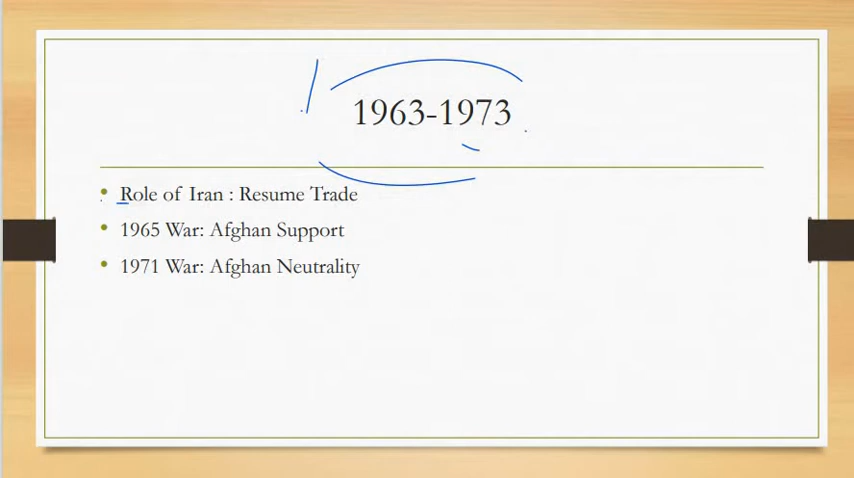 1963-1973
• Role of Iran : Resume Trade
• 1965 War: Afghan Support
• 1971 War: Afghan Neutrality